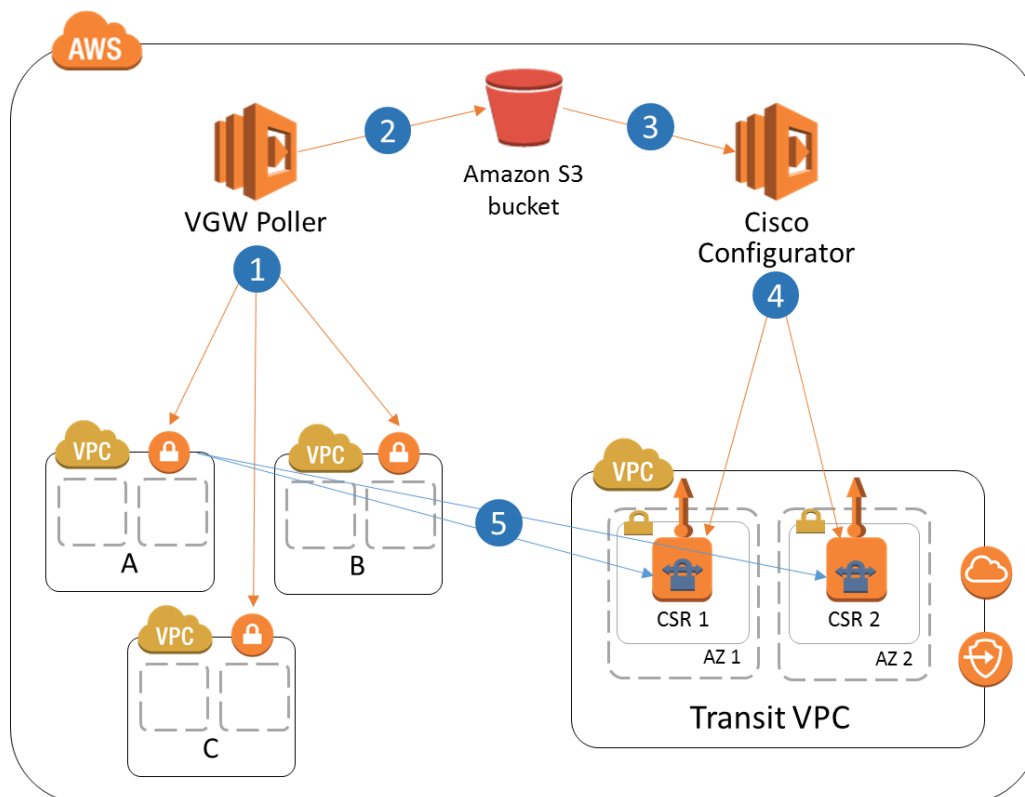 AWS
2
3
Amazon S3
bucket
VGW Poller
Cisco
Configurator
1
4
VPC
VPC
VPC
5
A
B
CSR 1
CSR 2
AZ 1
AZ 2
VPC
C
Transit VPC